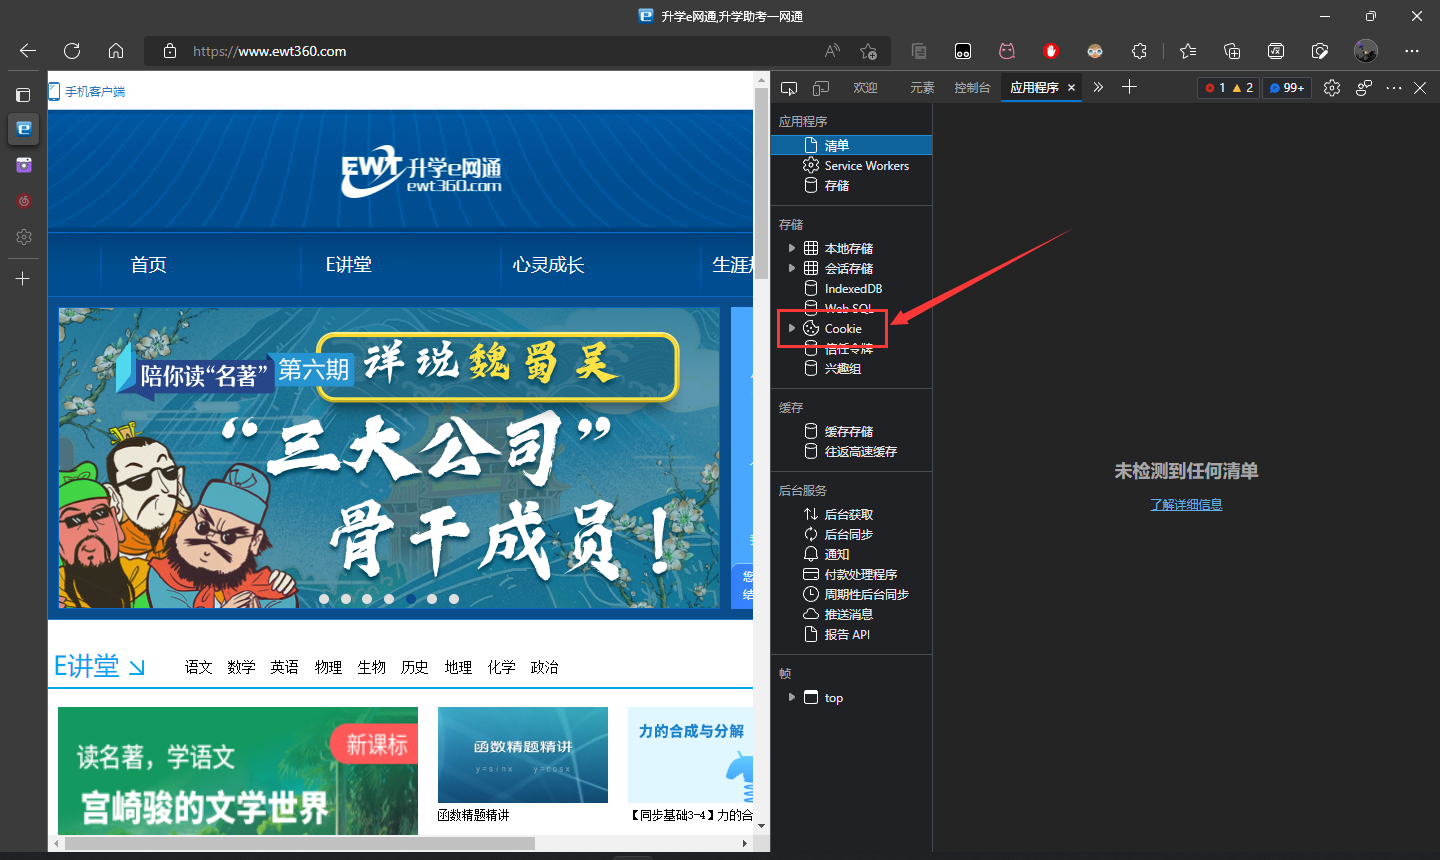 升学e网通,升学助考一网通
https://www.ewt360.com
手机客户端
EWT 升学e网通
ewt360.com
首页 E讲堂 心灵成长
陪你读“名著” 第六期 详说魏蜀吴
“三大公司”
骨干成员！
E讲堂 语文 数学 英语 物理 生物 历史 地理 化学 政治
新课标
读名著，学语文
宫崎骏的文学世界
函数精题精讲
y=sinx y=cosx
函数精题精讲
力的合成与分解
【同步基础3-4】力的合
欢迎 元素 控制台 应用程序 1 2 99+
应用程序
清单
Service Workers
存储
存储
本地存储
会话存储
IndexedDB
Web SQL
Cookie
信任令牌
兴趣组
缓存
缓存存储
往返高速缓存
后台服务
后台获取
后台同步
通知
付款处理程序
周期性后台同步
推送消息
报告 API
帧
top
未检测到任何清单
了解详细信息